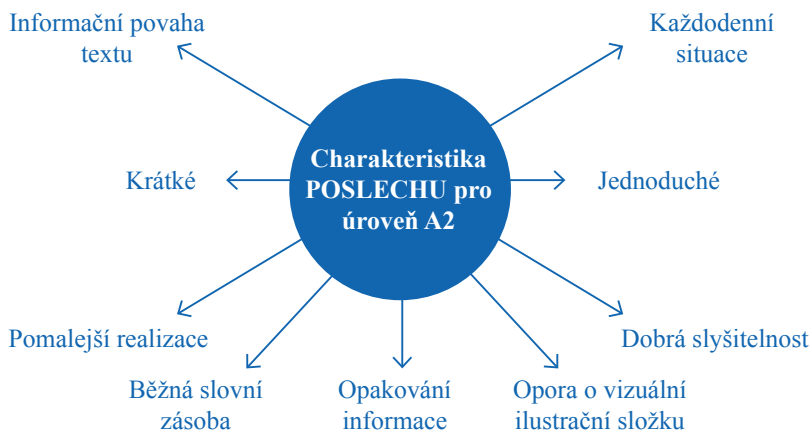 Informační povaha
textu
Každodenní
situace
Charakteristika
POSLECHU pro
úroveň A2
Krátké
Jednoduché
Pomalejší realizace
Dobrá slyšitelnost
Běžná slovní
zásoba
Opakování
informace
Opora o vizuální
ilustrační složku